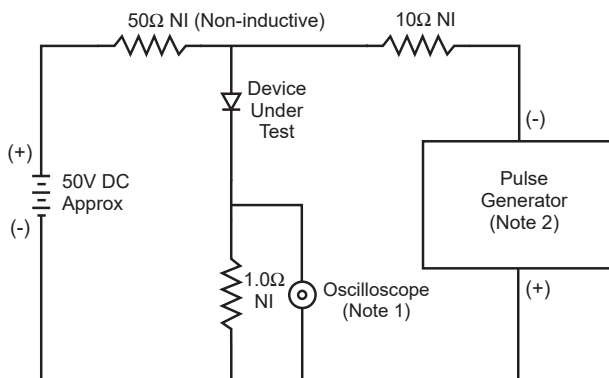 50Ω NI (Non-inductive)
10Ω NI
Device
Under
Test
(+)
50V DC
Approx
(-)
(-)
Pulse
Generator
(Note 2)
(+)
1.0Ω
NI
Oscilloscope
(Note 1)